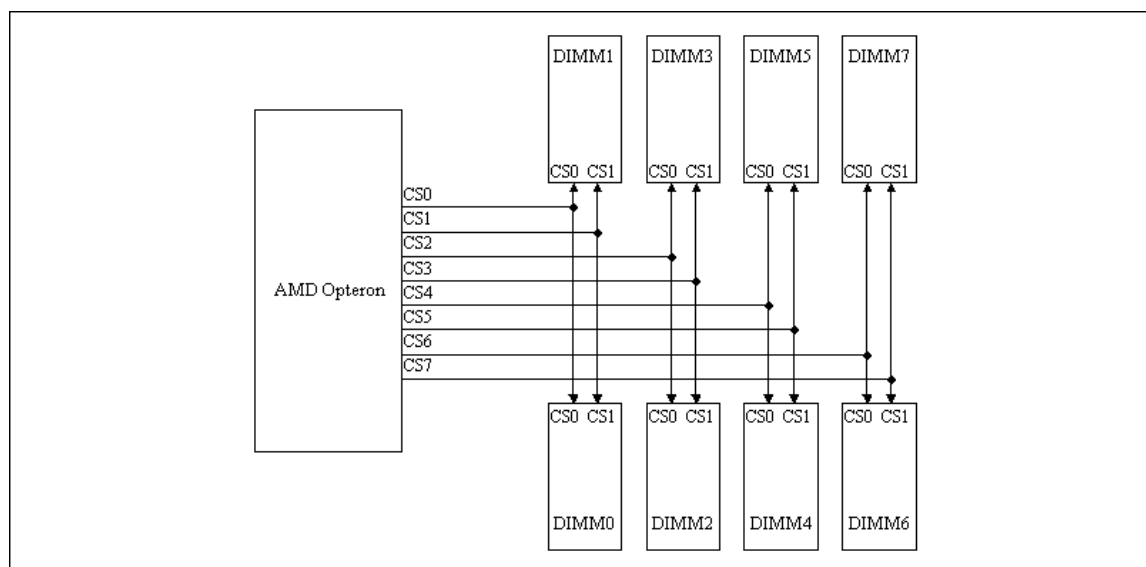 DIMM1 DIMM3 DIMM5 DIMM7
CS0 CS1 CS0 CS1 CS0 CS1 CS0 CS1
CS0
CS1
CS2
CS3
AMD Opteron
CS4
CS5
CS6
CS7
CS0 CS1 CS0 CS1 CS0 CS1 CS0 CS1
DIMM0 DIMM2 DIMM4 DIMM6